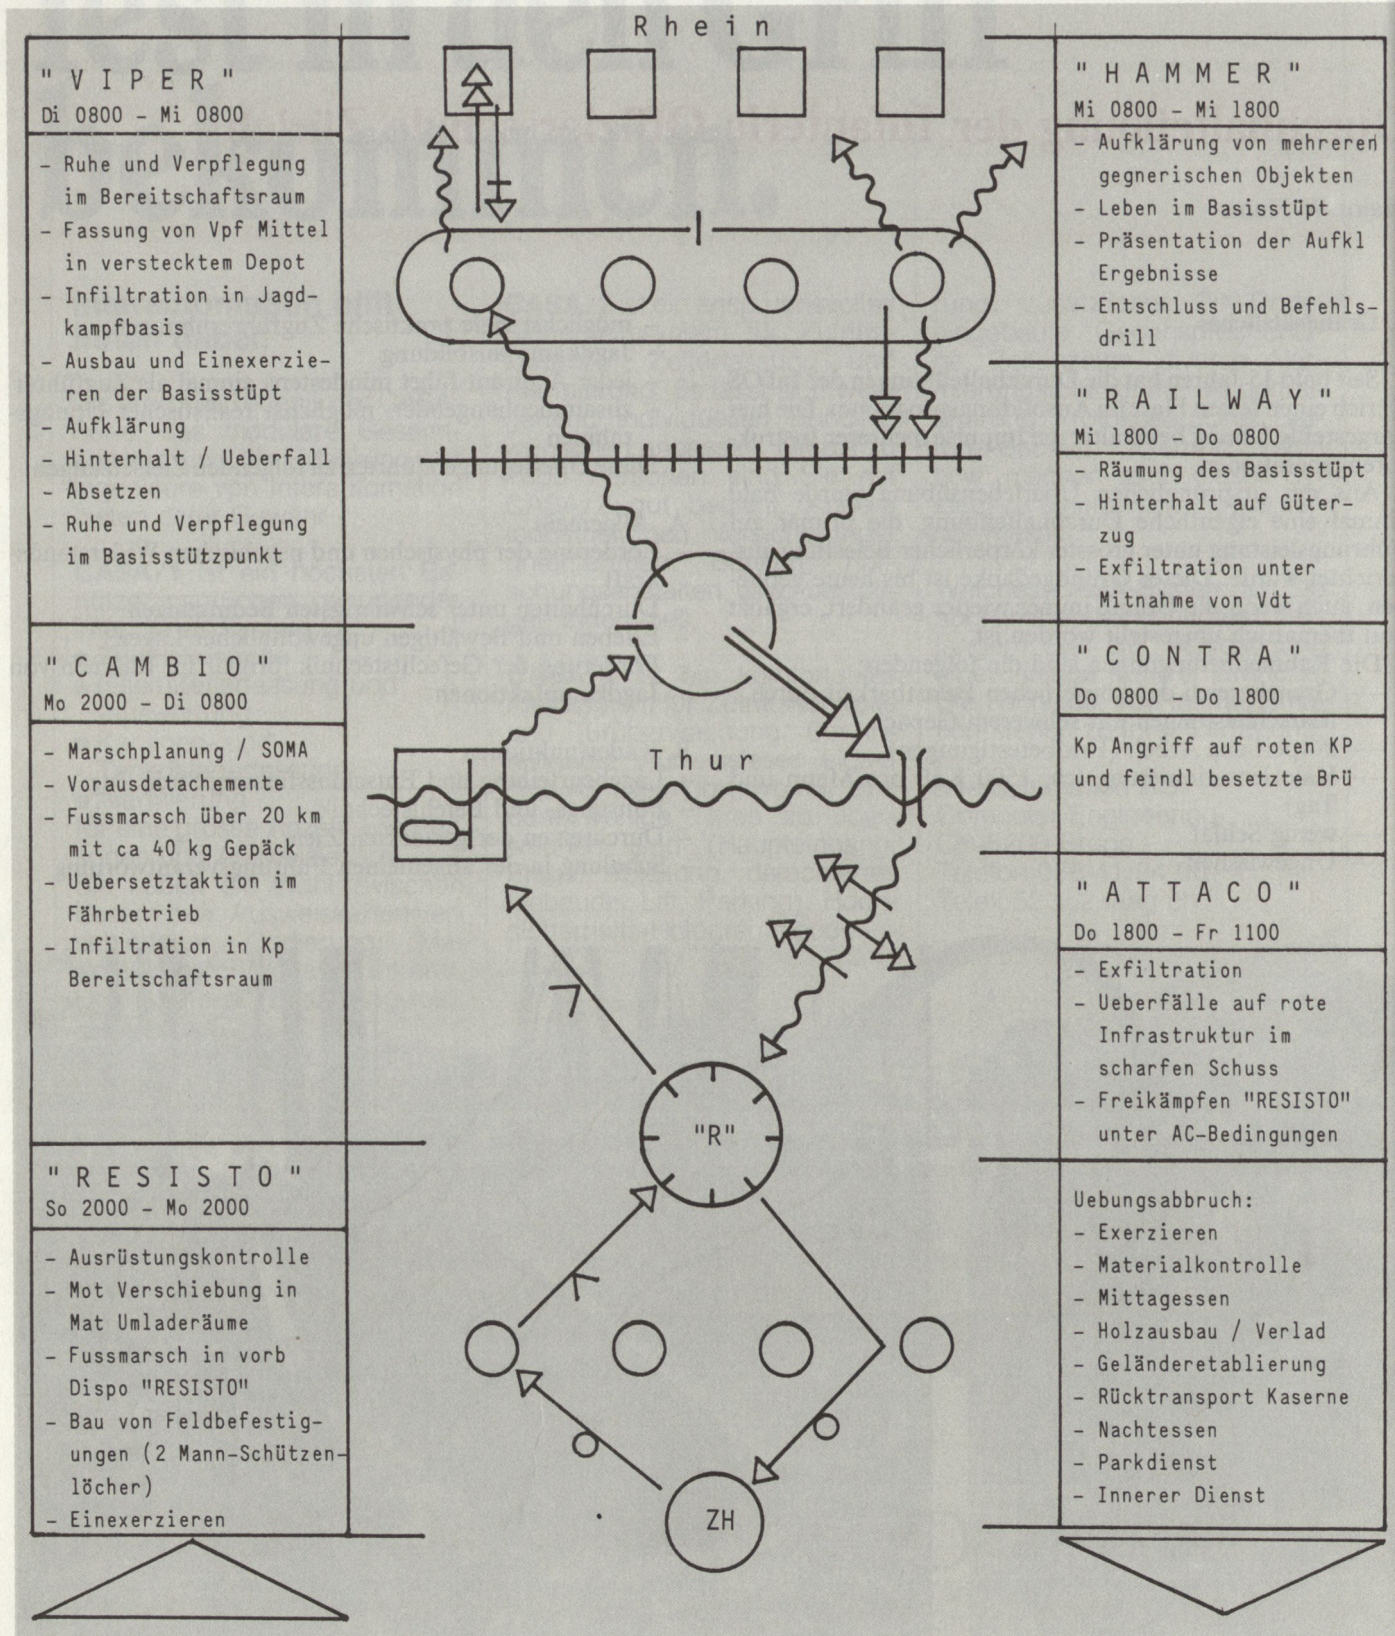 Rhein
"VIPER"
Di 0800 - Mi 0800
- Ruhe und Verpflegung
im Bereitschaftsraum
- Fassung von Vpf Mittel
in verstecktem Depot
- Infiltration in Jagd-
kampfbasis
- Ausbau und Einexerzie-
ren der Basisstüpt
- Aufklärung
- Hinterhalt / Ueberfall
- Absetzen
- Ruhe und Verpflegung
im Basisstützpunkt
"CAMBIO"
Mo 2000 - Di 0800
- Marschplanung / SOMA
- Vorausdetachemente
- Fussmarsch über 20 km
mit ca 40 kg Gepäck
- Uebersetztaktion im
Fährbetrieb
- Infiltration in Kp
Bereitschaftsraum
"RESISTO"
So 2000 - Mo 2000
- Ausrüstungskontrolle
- Mot Verschiebung in
Mat Umladeräume
- Fussmarsch in vorb
Dispo "RESISTO"
- Bau von Feldbefestig-
ungen (2 Mann-Schützen-
löcher)
- Einexerzieren
Thur
"R"
ZH
"HAMMER"
Mi 0800 - Mi 1800
- Aufklärung von mehreren
gegnerischen Objekten
- Leben im Basisstüpt
- Präsentation der Aufkl
Ergebnisse
- Entschluss und Befehls-
drill
"RAILWAY"
Mi 1800 - Do 0800
- Räumung des Basisstüpt
- Hinterhalt auf Güter-
zug
- Exfiltration unter
Mitnahme von Vdt
"CONTRA"
Do 0800 - Do 1800
Kp Angriff auf roten KP
und feindl besetzte Brü
"ATTACO"
Do 1800 - Fr 1100
- Exfiltration
- Ueberfälle auf rote
Infrastruktur im
scharfen Schuss
- Freikämpfen "RESISTO"
unter AC-Bedingungen
Uebungsabbruch:
- Exerzieren
- Materialkontrolle
- Mittagessen
- Holzausbau / Verlad
- Geländeretablierung
- Rücktransport Kaserne
- Nachtessen
- Parkdienst
- Innerer Dienst